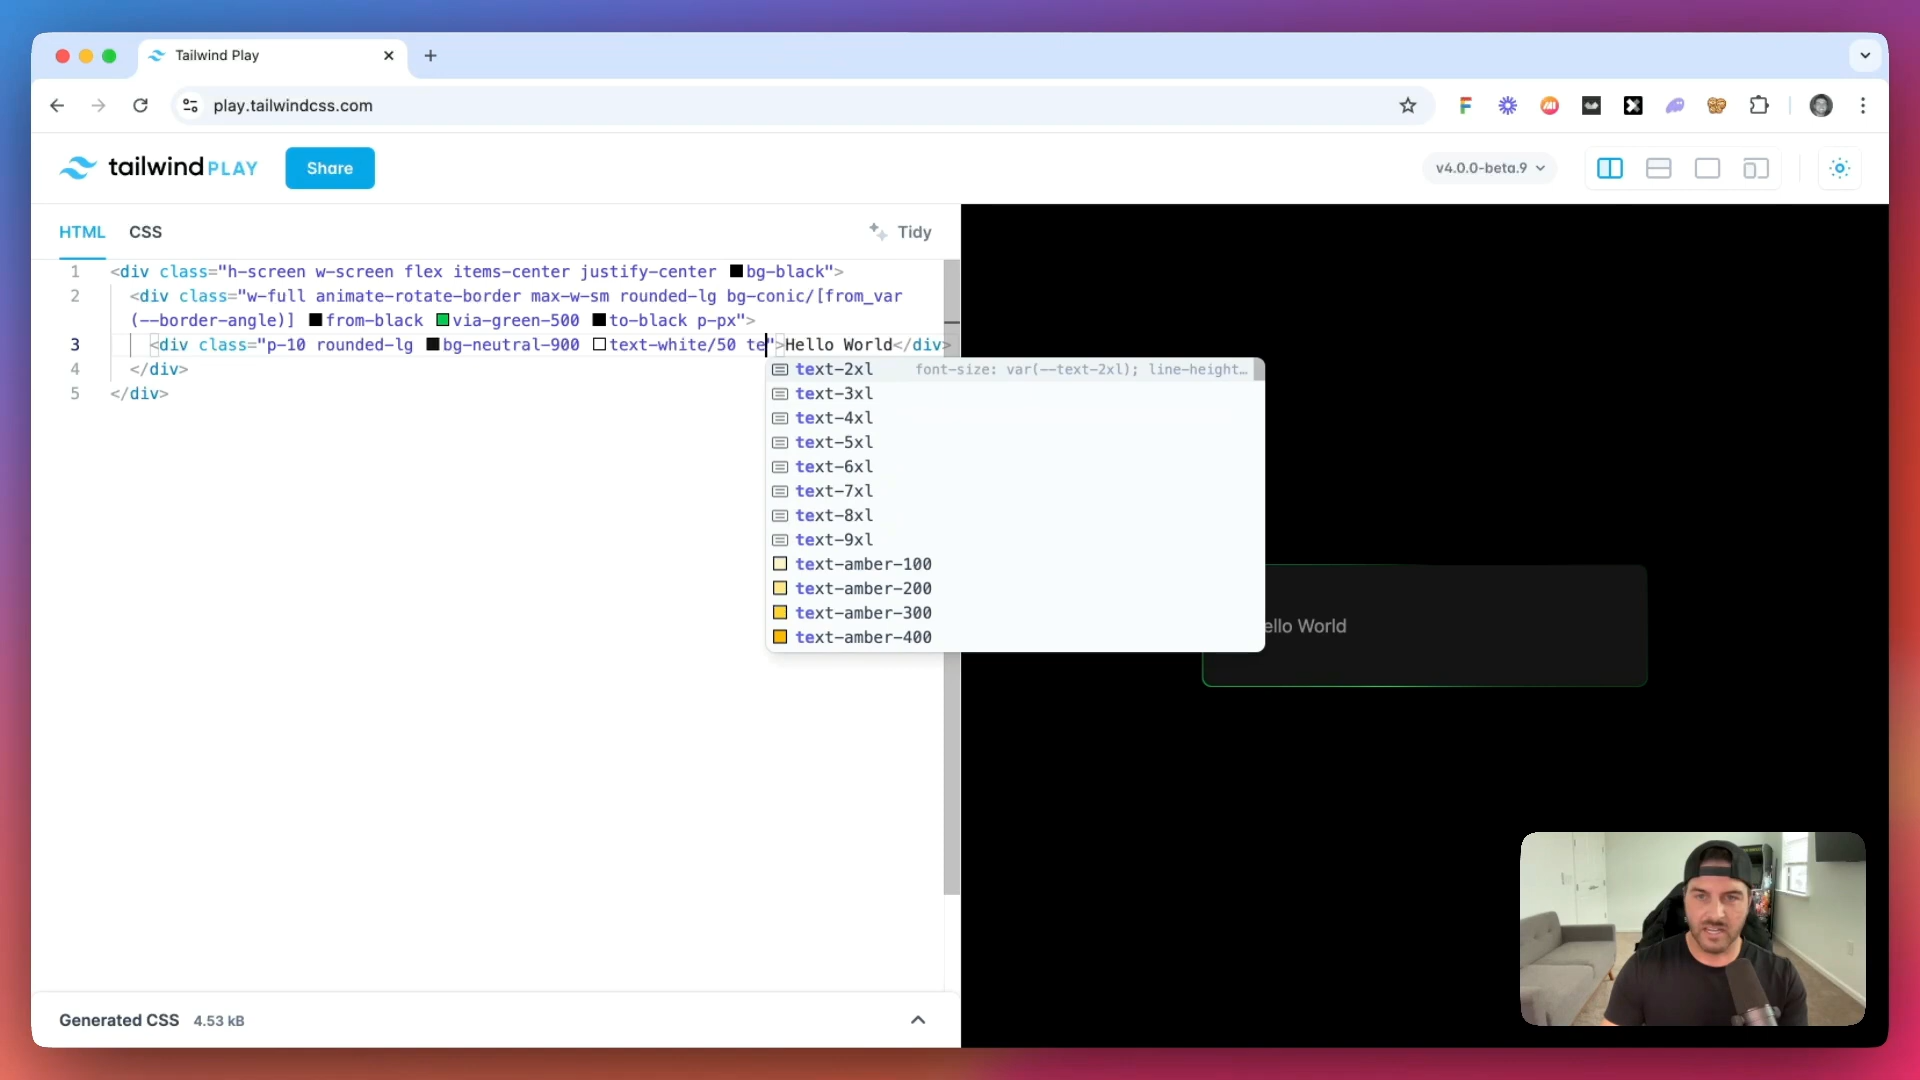 Tailwind Play
play.tailwindcss.com
tailwind PLAY
Share
v4.0.0-beta.9
HTML
CSS
Tidy
1 <div class="h-screen w-screen flex items-center justify-center bg-black">
2 <div class="w-full animate-rotate-border max-w-sm rounded-lg bg-conic/[from_var
(--border-angle)] from-black via-green-500 to-black p-px">
3 <div class="p-10 rounded-lg bg-neutral-900 text-white/50 te">Hello World</div>
4 </div>
5 </div>
text-2xl font-size: var(--text-2xl); line-height…
text-3xl
text-4xl
text-5xl
text-6xl
text-7xl
text-8xl
text-9xl
text-amber-100
text-amber-200
text-amber-300
text-amber-400
ello World
Generated CSS 4.53 kB